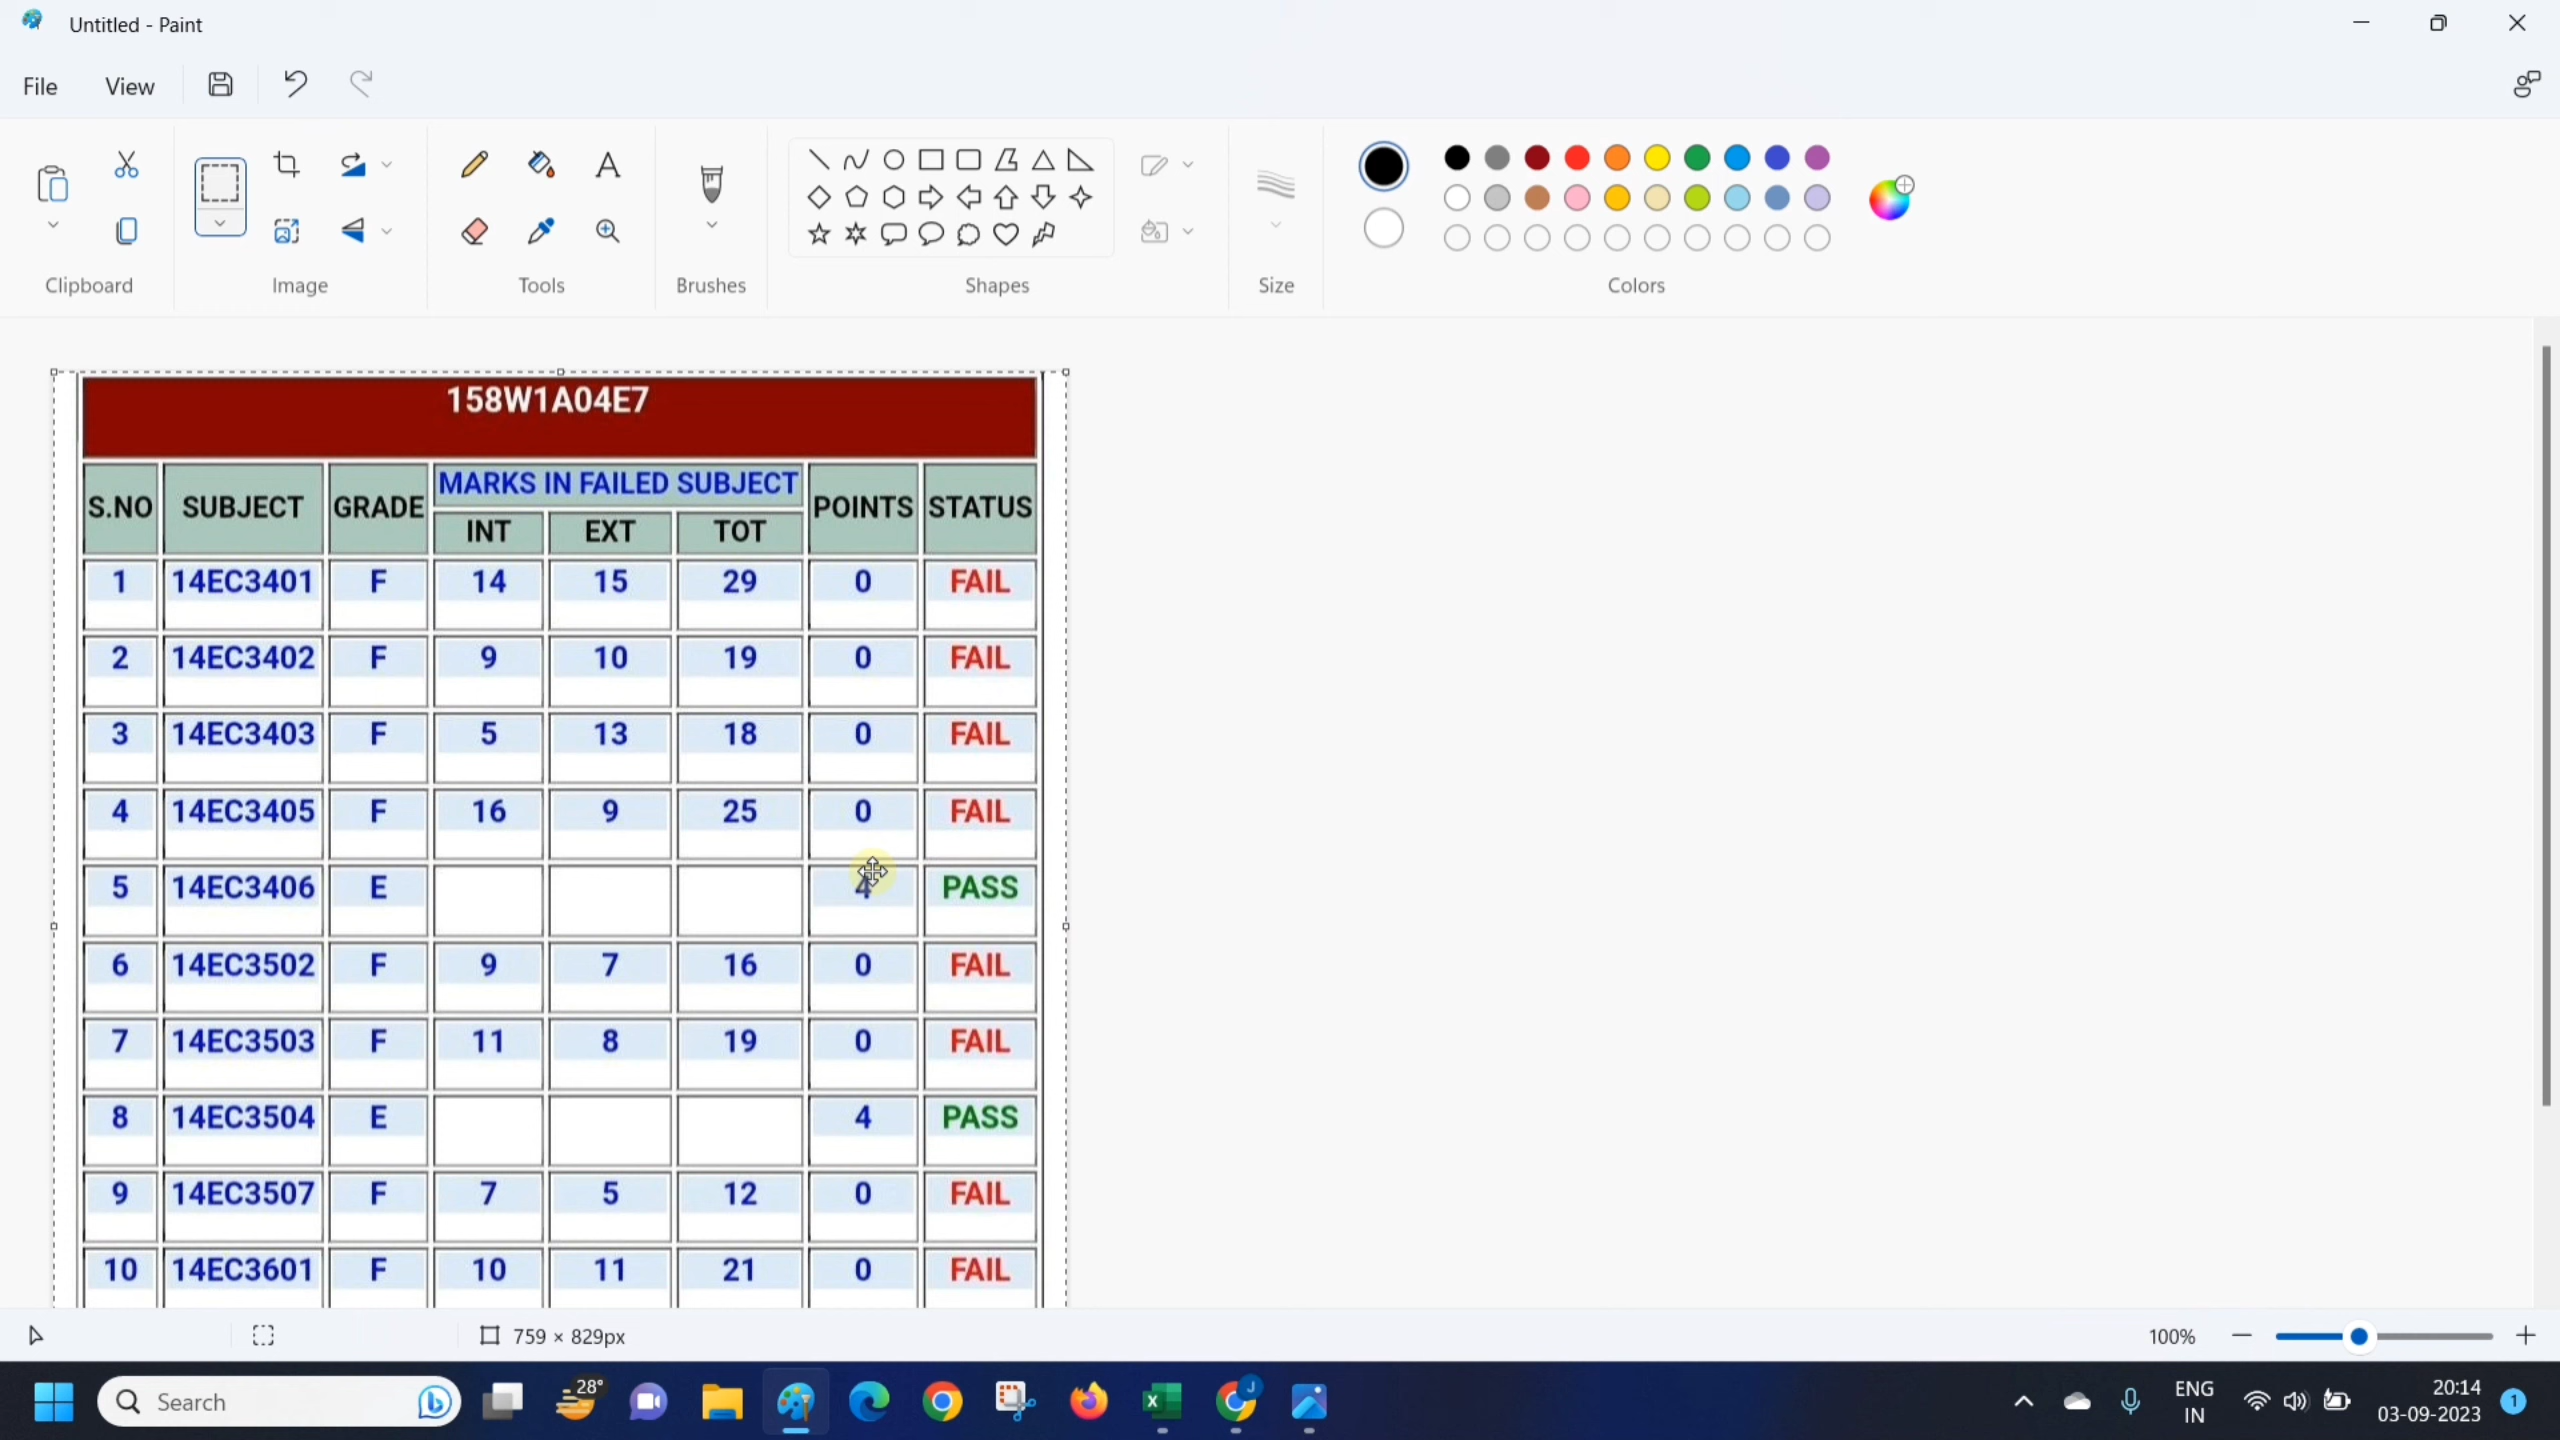 Untitled - Paint
File View
Clipboard Image Tools Brushes Shapes Size Colors
158W1A04E7
S.NO SUBJECT GRADE MARKS IN FAILED SUBJECT POINTS STATUS
INT EXT TOT
1 14EC3401 F 14 15 29 0 FAIL
2 14EC3402 F 9 10 19 0 FAIL
3 14EC3403 F 5 13 18 0 FAIL
4 14EC3405 F 16 9 25 0 FAIL
5 14EC3406 E 4 PASS
6 14EC3502 F 9 7 16 0 FAIL
7 14EC3503 F 11 8 19 0 FAIL
8 14EC3504 E 4 PASS
9 14EC3507 F 7 5 12 0 FAIL
10 14EC3601 F 10 11 21 0 FAIL
759 × 829px 100%
Search 28° J ENG 20:14 1
IN 03-09-2023